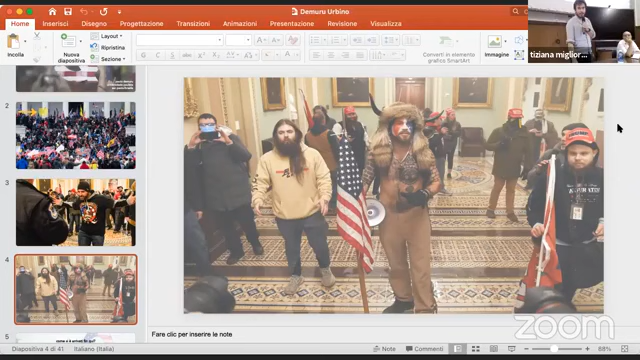 Demuru Urbino
Home Inserisci Disegno Progettazione Transizioni Animazioni Presentazione Revisione Visualizza
Incolla
Nuova diapositiva
Layout
Ripristina
Sezione
Converti in elemento grafico SmartArt
Immagine
tiziana miglior...
2
3
4
5
Fare clic per inserire le note
Diapositiva 4 di 41 Italiano (Italia) Note Commenti 88%
zoom